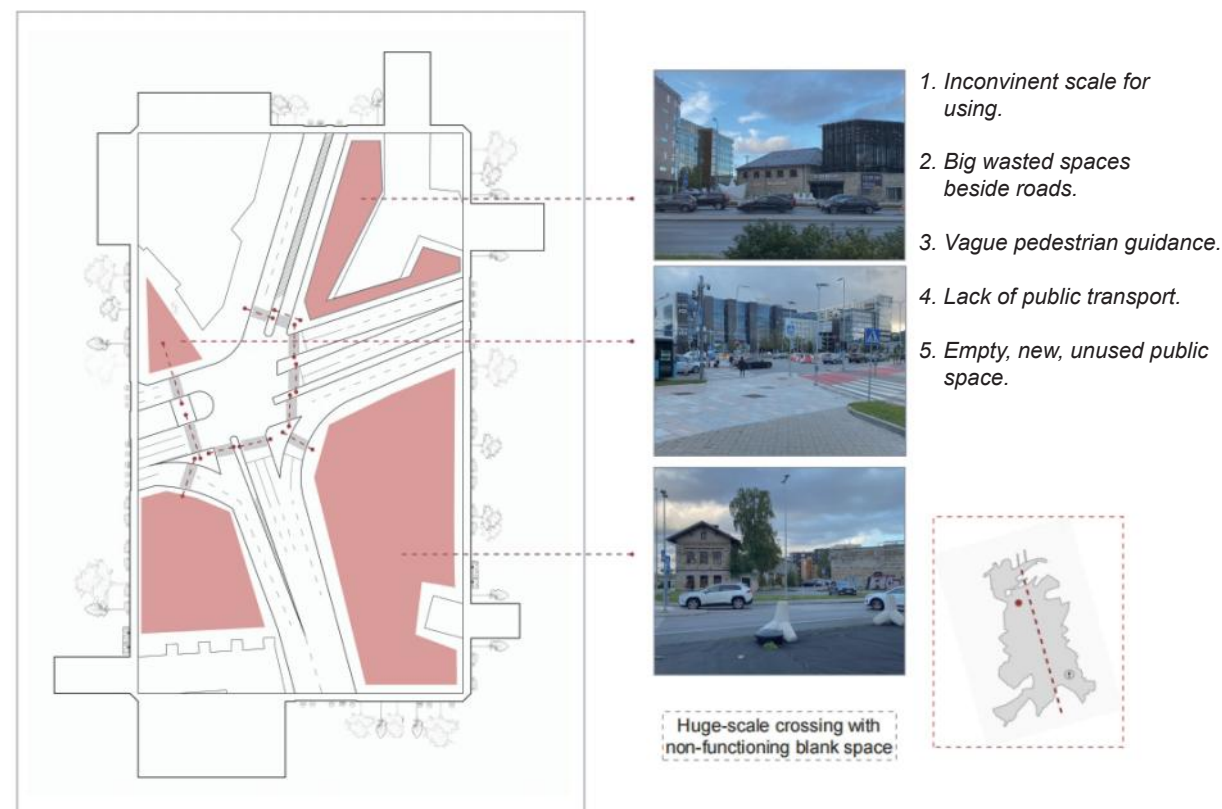 1. Inconvinent scale for
using.
2. Big wasted spaces
beside roads.
3. Vague pedestrian guidance.
4. Lack of public transport.
5. Empty, new, unused public
space.
Huge-scale crossing with
non-functioning blank space